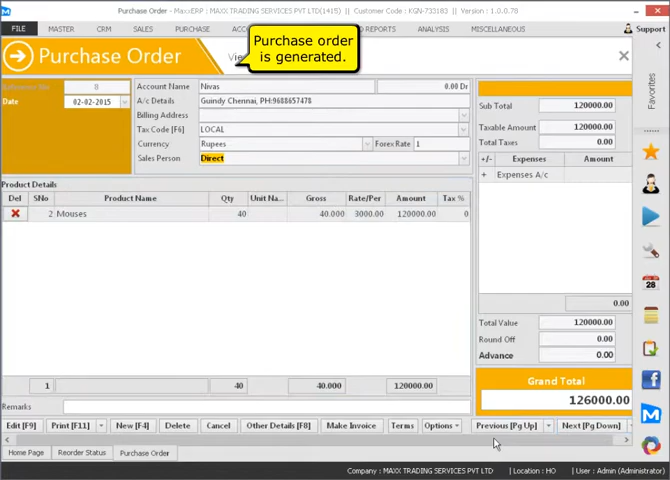 Purchase Order - MaxxERP : MAXX TRADING SERVICES PVT LTD(1415) || Customer Code : KGN-733183 || Version : 1.0.0.78
FILE MASTER CRM SALES PURCHASE REPORTS ANALYSIS MISCELLANEOUS Support
Purchase Order
Purchase order
is generated.
8
Date 02-02-2015
Account Name Nivas 0.00 Dr
A/c Details Guindy Chennai, PH:9688657478
Billing Address
Tax Code [F6] LOCAL
Currency Rupees Forex Rate 1
Sales Person Direct
Sub Total 120000.00
Taxable Amount 120000.00
Total Taxes 0.00
+/- Expenses Amount
+ Expenses A/c
0.00
Total Value 120000.00
Round Off 0.00
Advance 0.00
Grand Total
126000.00
Product Details
Del SNo Product Name Qty Unit Na... Gross Rate/Per Amount Tax %
2 Mouses 40 40.000 3000.00 120000.00 0
1 40 40.000 120000.00
Remarks
Edit [F9] Print [F11] New [F4] Delete Cancel Other Details [F8] Make Invoice Terms Options Previous [Pg Up] Next [Pg Down]
Home Page Reorder Status Purchase Order
Favorites
28
Company : MAXX TRADING SERVICES PVT LTD | Location : HO | User : Admin (Administrator)